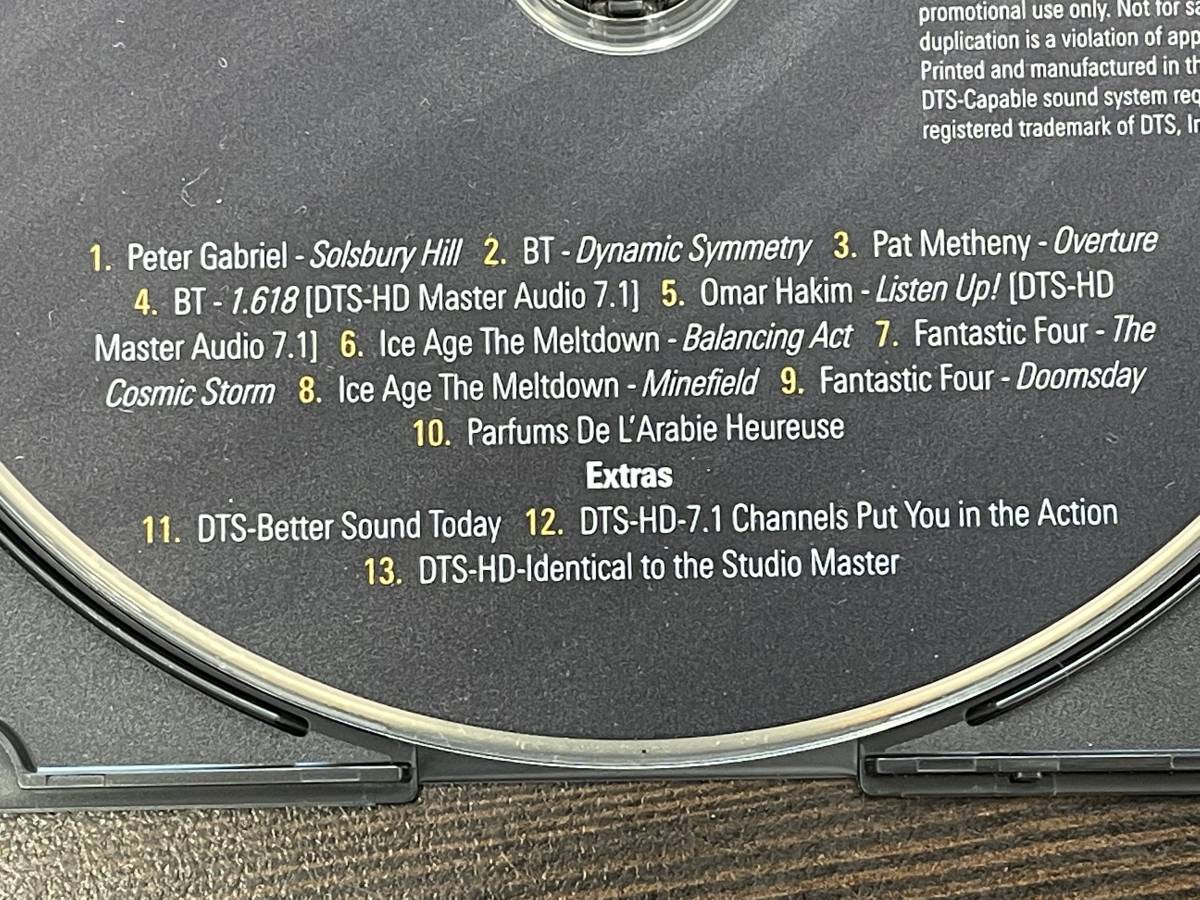 promotional use only. Not for
duplication is a violation of
Printed and manufactured in
DTS-Capable sound system
registered trademark of DTS,
1. Peter Gabriel - Solsbury Hill 2. BT - Dynamic Symmetry 3. Pat Metheny - Overture
4. BT - 1.618 [DTS-HD Master Audio 7.1] 5. Omar Hakim - Listen Up! [DTS-HD
Master Audio 7.1] 6. Ice Age The Meltdown - Balancing Act 7. Fantastic Four - The
Cosmic Storm 8. Ice Age The Meltdown - Minefield 9. Fantastic Four - Doomsday
10. Parfums De L'Arabie Heureuse
Extras
11. DTS-Better Sound Today 12. DTS-HD-7.1 Channels Put You in the Action
13. DTS-HD-Identical to the Studio Master